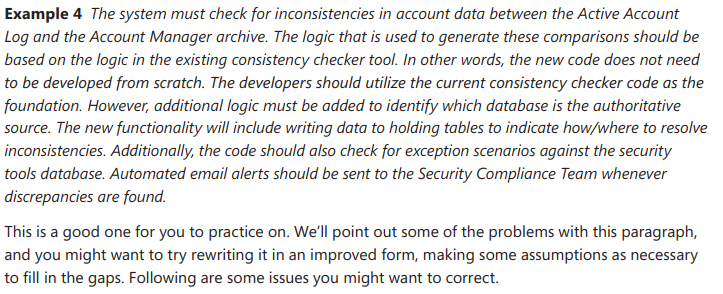 Example 4 The system must check for inconsistencies in account data between the Active Account
Log and the Account Manager archive. The logic that is used to generate these comparisons should be
based on the logic in the existing consistency checker tool. In other words, the new code does not need
to be developed from scratch. The developers should utilize the current consistency checker code as the
foundation. However, additional logic must be added to identify which database is the authoritative
source. The new functionality will include writing data to holding tables to indicate how/where to resolve
inconsistencies. Additionally, the code should also check for exception scenarios against the security
tools database. Automated email alerts should be sent to the Security Compliance Team whenever
discrepancies are found.
This is a good one for you to practice on. We’ll point out some of the problems with this paragraph,
and you might want to try rewriting it in an improved form, making some assumptions as necessary
to fill in the gaps. Following are some issues you might want to correct.